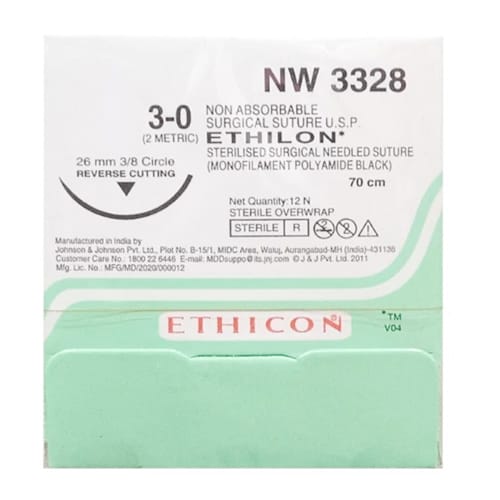 NW 3328
3-0
(2 METRIC)
NON ABSORBABLE
SURGICAL SUTURE U.S.P.
ETHILON*
STERILISED SURGICAL NEEDLED SUTURE
(MONOFILAMENT POLYAMIDE BLACK)
70 cm
26 mm 3/8 Circle
REVERSE CUTTING
Net Quantity:12 N
STERILE OVERWRAP
STERILE R
Manufactured in India by
Johnson & Johnson Pvt. Ltd., Plot No. B-15/1, MIDC Area, Waluj, Aurangabad-MH (India)-431136
Customer Care No.: 1800 22 6446 E-mail: MDDsuppo@its.jnj.com © J & J Pvt. Ltd. 2011
Mfg. Lic. No.: MFG/MD/2020/000012
ETHICON®
*TM
V04